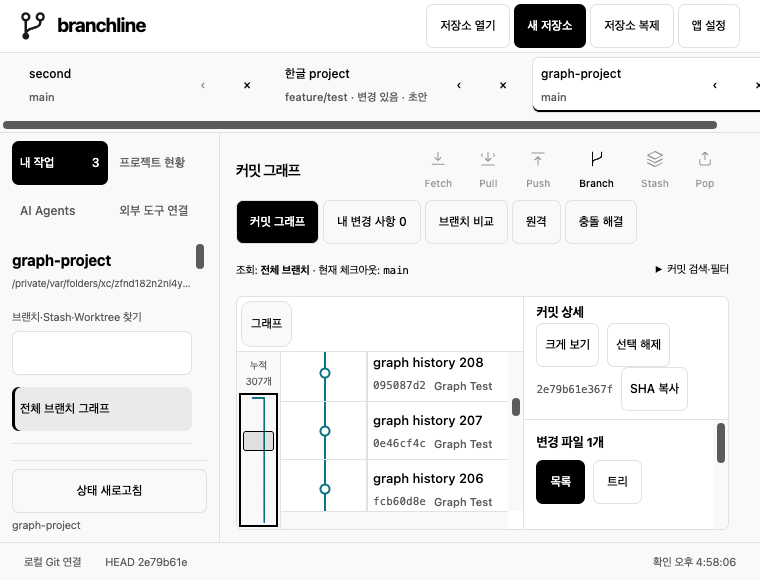 branchline
저장소 열기
새 저장소
저장소 복제
앱 설정
second
main
한글 project
feature/test · 변경 있음 · 초안
graph-project
main
내 작업 3
프로젝트 현황
AI Agents
외부 도구 연결
graph-project
/private/var/folders/xc/zfnd182n2nl4y...
브랜치·Stash·Worktree 찾기
전체 브랜치 그래프
상태 새로고침
graph-project
커밋 그래프
Fetch
Pull
Push
Branch
Stash
Pop
커밋 그래프
내 변경 사항 0
브랜치 비교
원격
충돌 해결
조회: 전체 브랜치 · 현재 체크아웃: main
▶ 커밋 검색·필터
그래프
누적
307개
graph history 208
095087d2 Graph Test
graph history 207
0e46cf4c Graph Test
graph history 206
fcb60d8e Graph Test
커밋 상세
크게 보기
선택 해제
2e79b61e367f
SHA 복사
변경 파일 1개
목록
트리
로컬 Git 연결
HEAD 2e79b61e
확인 오후 4:58:06